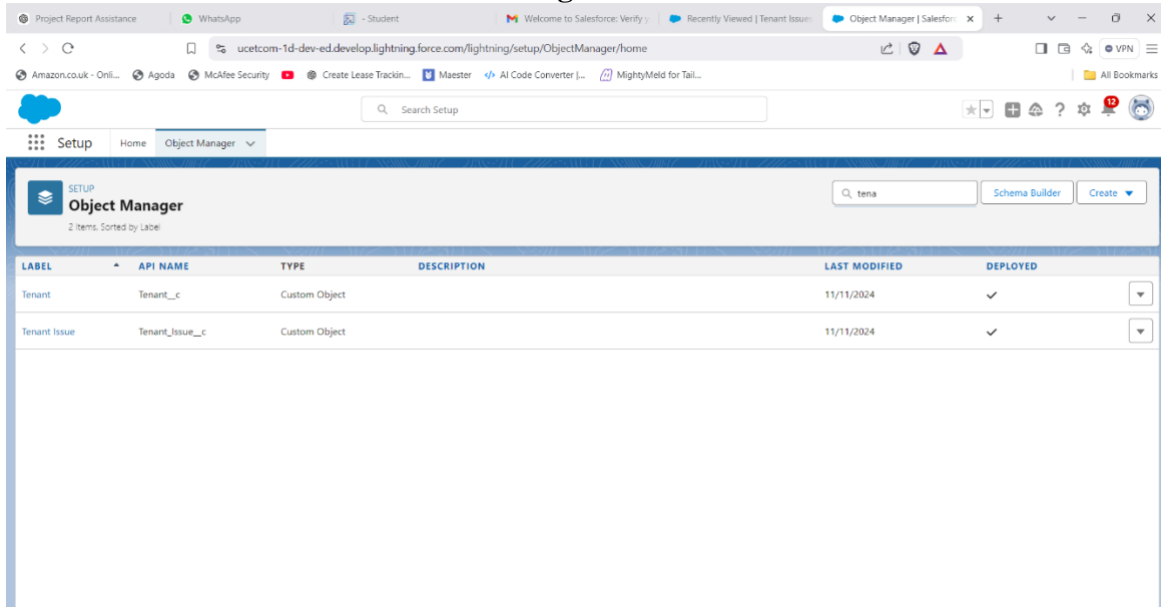 Project Report Assistance
WhatsApp
- Student
Welcome to Salesforce: Verify y
Recently Viewed | Tenant Issues
Object Manager | Salesforc
ucetcom-1d-dev-ed.develop.lightning.force.com/lightning/setup/ObjectManager/home
VPN
Amazon.co.uk - Onli...
Agoda
McAfee Security
Create Lease Trackin...
Maester
AI Code Converter |...
MightyMeld for Tail...
All Bookmarks
Search Setup
12
Setup
Home
Object Manager
SETUP
Object Manager
2 Items. Sorted by Label
tena
Schema Builder
Create
LABEL API NAME TYPE DESCRIPTION LAST MODIFIED DEPLOYED
Tenant Tenant__c Custom Object 11/11/2024
Tenant Issue Tenant_Issue__c Custom Object 11/11/2024